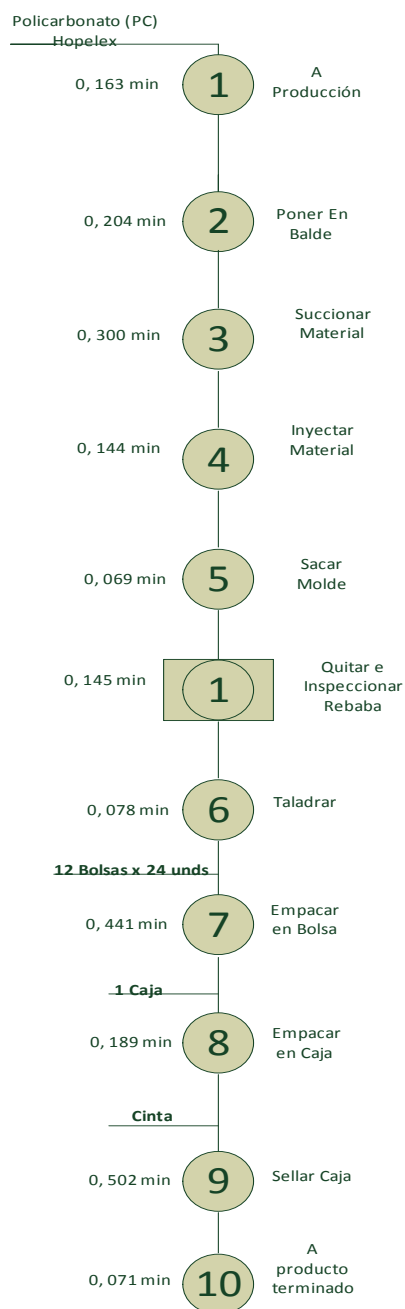 Policarbonato (PC)
Hopelex
0, 163 min
1
A
Producción
0, 204 min
2
Poner En
Balde
0, 300 min
3
Succionar
Material
0, 144 min
4
Inyectar
Material
0, 069 min
5
Sacar
Molde
0, 145 min
1
Quitar e
Inspeccionar
Rebaba
0, 078 min
6
Taladrar
12 Bolsas x 24 unds
0, 441 min
7
Empacar
en Bolsa
1 Caja
0, 189 min
8
Empacar
en Caja
Cinta
0, 502 min
9
Sellar Caja
0, 071 min
10
A
producto
terminado